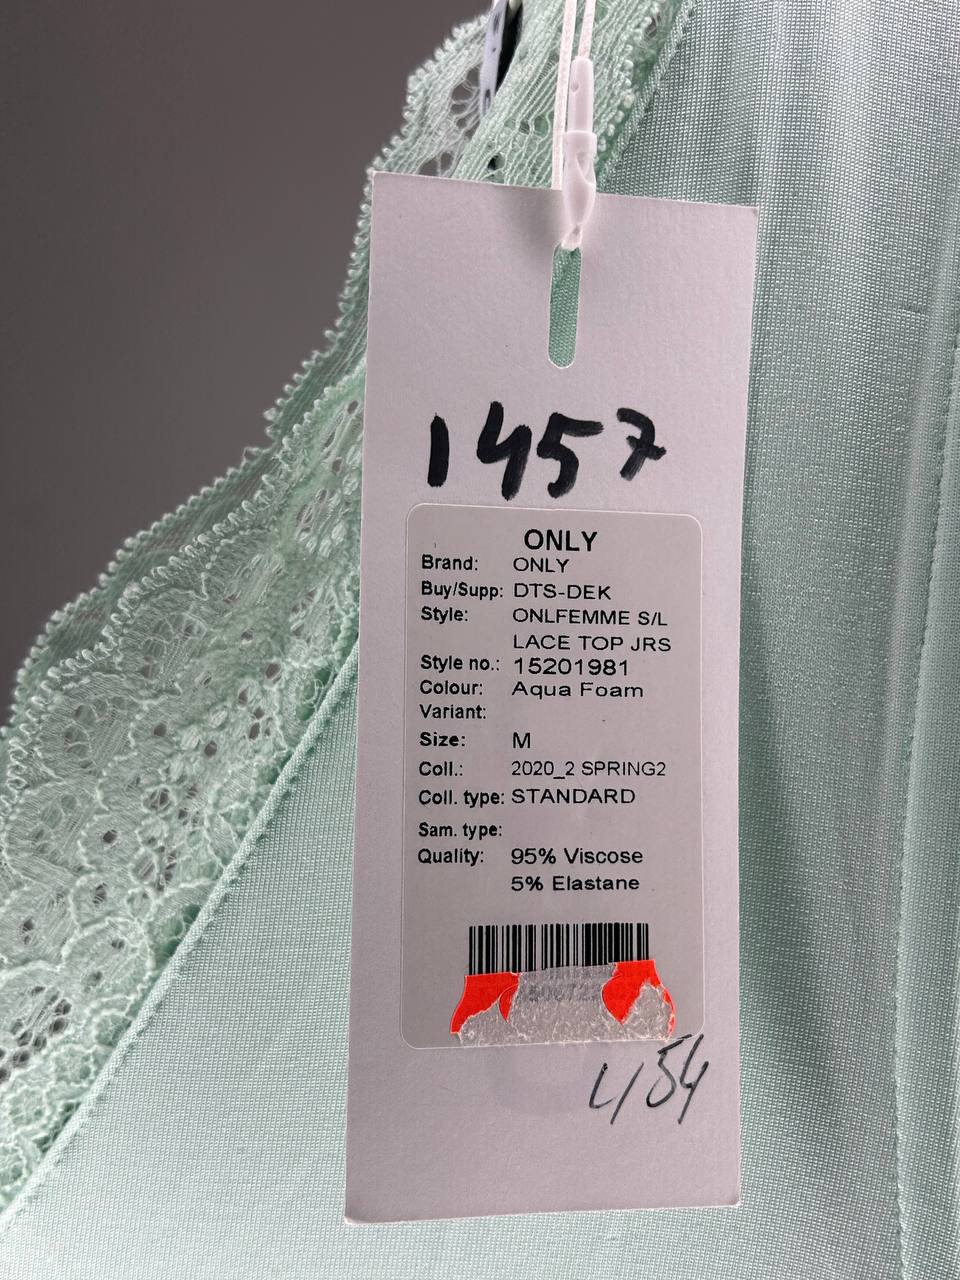 1457
ONLY
Brand: ONLY
Buy/Supp: DTS-DEK
Style: ONLFEMME S/L
LACE TOP JRS
Style no.: 15201981
Colour: Aqua Foam
Variant:
Size: M
Coll.: 2020_2 SPRING2
Coll. type: STANDARD
Sam. type:
Quality: 95% Viscose
5% Elastane
454